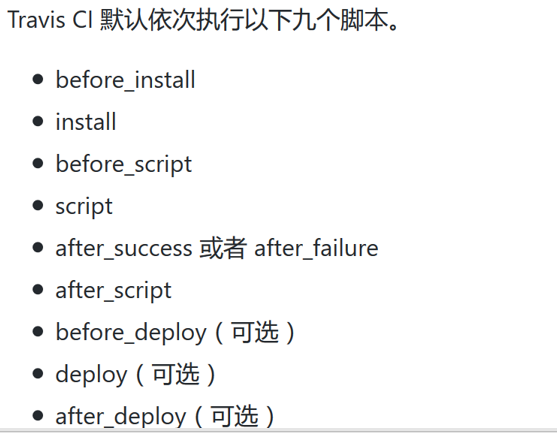 Travis CI 默认依次执行以下九个脚本。
● before_install
● install
● before_script
● script
● after_success 或者 after_failure
● after_script
● before_deploy（可选）
● deploy（可选）
● after_deploy（可选）